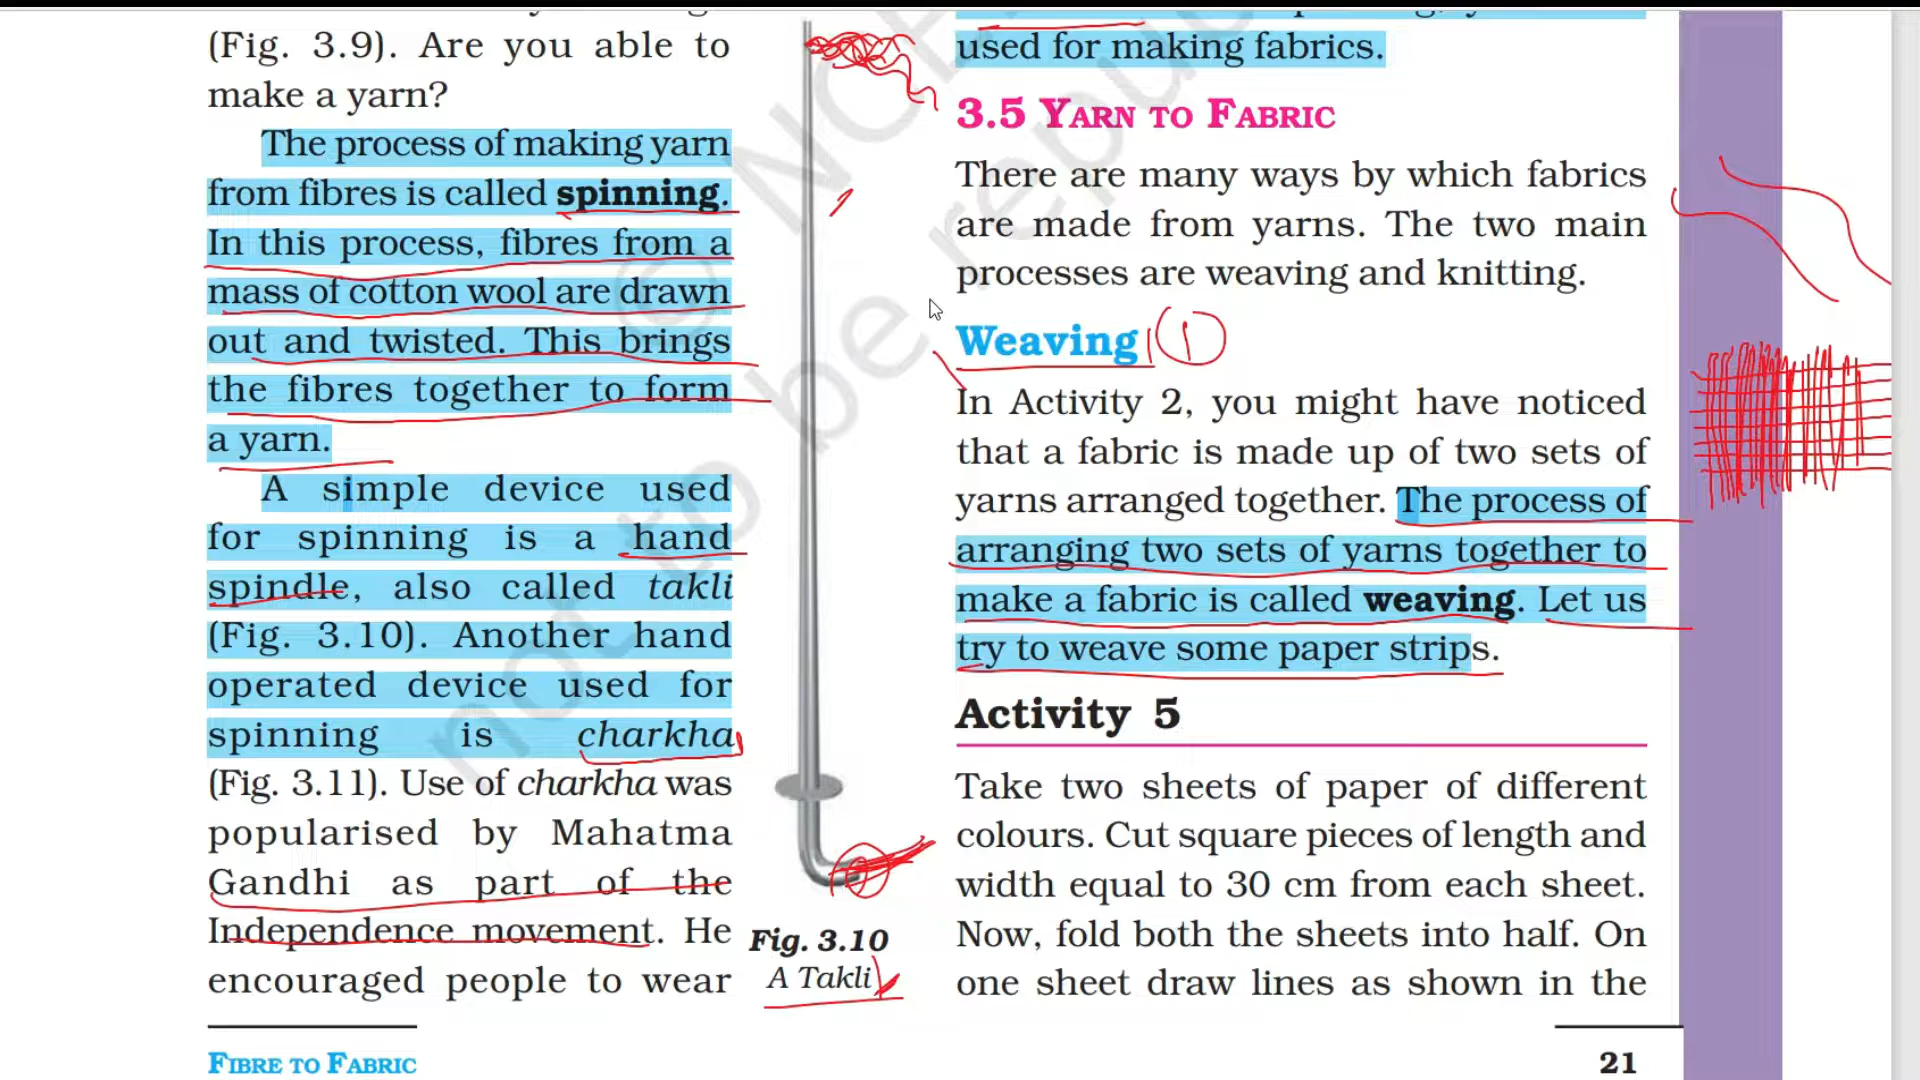 (Fig. 3.9). Are you able to
make a yarn?
The process of making yarn
from fibres is called spinning.
In this process, fibres from a
mass of cotton wool are drawn
out and twisted. This brings
the fibres together to form
a yarn.
A simple device used
for spinning is a hand
spindle, also called takli
(Fig. 3.10). Another hand
operated device used for
spinning is charkha
(Fig. 3.11). Use of charkha was
popularised by Mahatma
Gandhi as part of the
Independence movement. He
encouraged people to wear
Fig. 3.10
A Takli
used for making fabrics.
3.5 YARN TO FABRIC
There are many ways by which fabrics
are made from yarns. The two main
processes are weaving and knitting.
Weaving 1
In Activity 2, you might have noticed
that a fabric is made up of two sets of
yarns arranged together. The process of
arranging two sets of yarns together to
make a fabric is called weaving. Let us
try to weave some paper strips.
Activity 5
Take two sheets of paper of different
colours. Cut square pieces of length and
width equal to 30 cm from each sheet.
Now, fold both the sheets into half. On
one sheet draw lines as shown in the
FIBRE TO FABRIC
21
not to be repu
© NCE